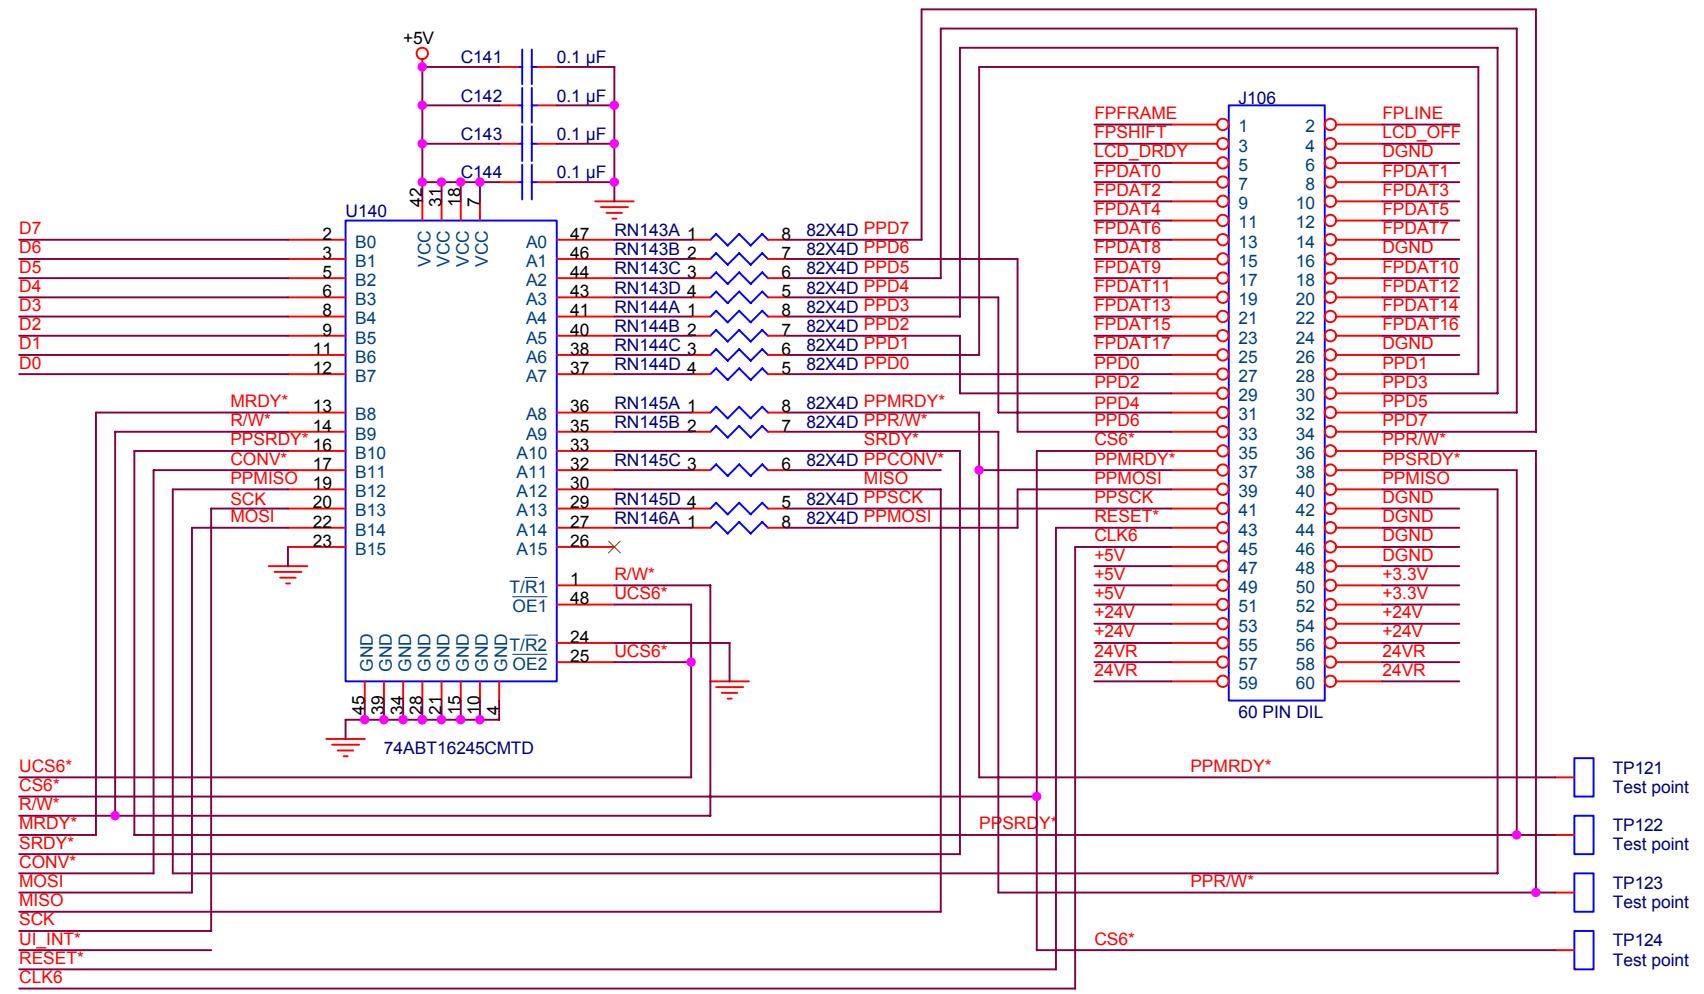 +5V
C141 0.1 µF
C142 0.1 µF
C143 0.1 µF
C144 0.1 µF
42 31 18 7
U140
VCC VCC VCC VCC
D7 2 B0 A0 47 RN143A 1 8 82X4D PPD7
D6 3 B1 A1 46 RN143B 2 7 82X4D PPD6
D5 5 B2 A2 44 RN143C 3 6 82X4D PPD5
D4 6 B3 A3 43 RN143D 4 5 82X4D PPD4
D3 8 B4 A4 41 RN144A 1 8 82X4D PPD3
D2 9 B5 A5 40 RN144B 2 7 82X4D PPD2
D1 11 B6 A6 38 RN144C 3 6 82X4D PPD1
D0 12 B7 A7 37 RN144D 4 5 82X4D PPD0
MRDY* 13 B8 A8 36 RN145A 1 8 82X4D PPMRDY*
R/W* 14 B9 A9 35 RN145B 2 7 82X4D PPR/W*
PPSRDY* 16 B10 A10 33 SRDY*
CONV* 17 B11 A11 32 RN145C 3 6 82X4D PPCONV*
PPMISO 19 B12 A12 30 MISO
SCK 20 B13 A13 29 RN145D 4 5 82X4D PPSCK
MOSI 22 B14 A14 27 RN146A 1 8 82X4D PPMOSI
23 B15 A15 26
T/R1 1 R/W*
OE1 48 UCS6*
T/R2 24
OE2 25 UCS6*
GND GND GND GND GND GND GND GND
45 39 34 28 21 15 10 4
74ABT16245CMTD
J106
FPFRAME 1 2 FPLINE
FPSHIFT 3 4 LCD_OFF
LCD_DRDY 5 6 DGND
FPDAT0 7 8 FPDAT1
FPDAT2 9 10 FPDAT3
FPDAT4 11 12 FPDAT5
FPDAT6 13 14 FPDAT7
FPDAT8 15 16 DGND
FPDAT9 17 18 FPDAT10
FPDAT11 19 20 FPDAT12
FPDAT13 21 22 FPDAT14
FPDAT15 23 24 FPDAT16
FPDAT17 25 26 DGND
PPD0 27 28 PPD1
PPD2 29 30 PPD3
PPD4 31 32 PPD5
PPD6 33 34 PPD7
CS6* 35 36 PPR/W*
PPMRDY* 37 38 PPSRDY*
PPMOSI 39 40 PPMISO
PPSCK 41 42 DGND
RESET* 43 44 DGND
CLK6 45 46 DGND
+5V 47 48 DGND
+5V 49 50 +3.3V
+5V 51 52 +3.3V
+24V 53 54 +24V
+24V 55 56 +24V
24VR 57 58 24VR
24VR 59 60 24VR
60 PIN DIL
UCS6*
CS6*
R/W*
MRDY*
SRDY*
CONV*
MOSI
MISO
SCK
UI_INT*
RESET*
CLK6
PPMRDY* TP121
Test point
PPSRDY* TP122
Test point
PPR/W* TP123
Test point
CS6* TP124
Test point